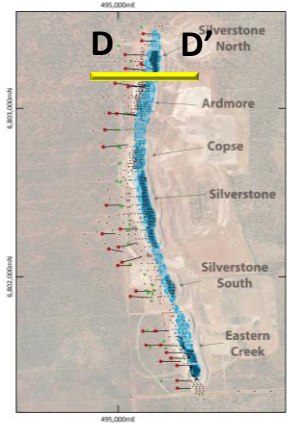 495,000mE
D
D'
Silverstone
North
6,803,000mN
Ardmore
Copse
Silverstone
Silverstone
South
6,802,000mN
Eastern
Creek
495,000mE